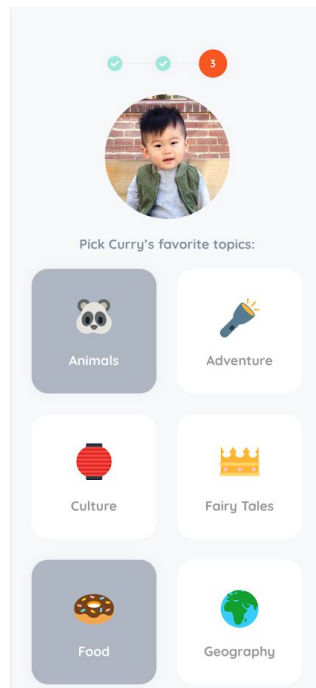 3
Pick Curry's favorite topics:
Animals
Adventure
Culture
Fairy Tales
Food
Geography